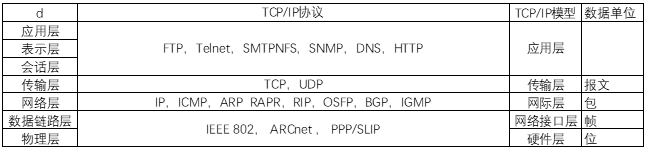 d TCP/IP协议 TCP/IP模型 数据单位
应用层
表示层 FTP，Telnet，SMTPNFS，SNMP，DNS，HTTP 应用层
会话层
传输层 TCP，UDP 传输层 报文
网络层 IP，ICMP，ARP RAPR，RIP，OSFP，BGP，IGMP 网际层 包
数据链路层 IEEE 802， ARCnet ， PPP/SLIP 网络接口层 帧
物理层 硬件层 位